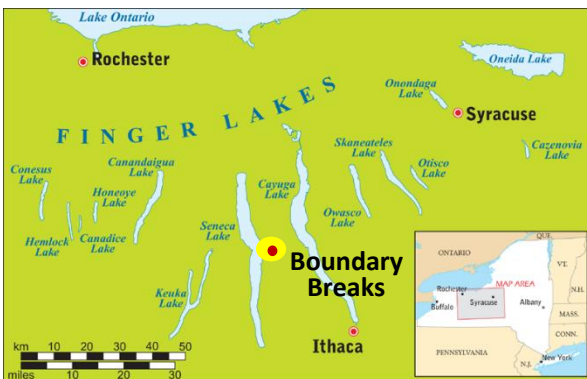 Lake Ontario
Rochester
Oneida Lake
Onondaga
Lake
Syracuse
FINGER LAKES
Cazenovia
Lake
Conesus
Lake
Canandaigua
Lake
Honeoye
Lake
Hemlock
Lake
Canadice
Lake
Skaneateles
Lake
Otisco
Lake
Cayuga
Lake
Owasco
Lake
Seneca
Lake
Keuka
Lake
Boundary
Breaks
Ithaca
km
0 10 20 30 40 50
miles 0 10 20 30
QUE.
ONTARIO
VT.
MAP AREA
Rochester
Syracuse
N.H.
Buffalo
Albany
MASS.
CONN.
PENNSYLVANIA
N.J.
New York